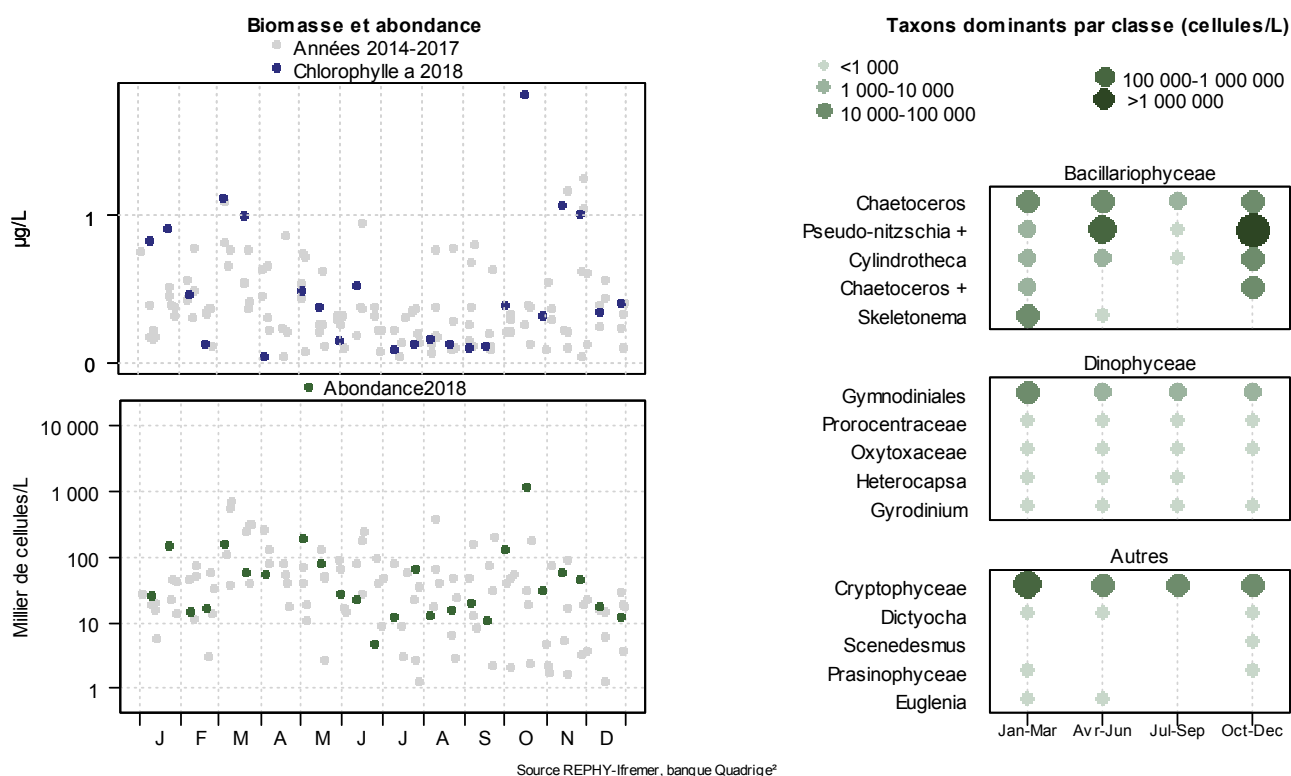 Biomasse et abondance
Années 2014-2017
Chlorophylle a 2018
µg/L
1
0
Abondance2018
Millier de cellules/L
10 000
1 000
100
10
1
J F M A M J J A S O N D
Taxons dominants par classe (cellules/L)
<1 000
1 000-10 000
10 000-100 000
100 000-1 000 000
>1 000 000
Bacillariophyceae
Chaetoceros
Pseudo-nitzschia +
Cylindrotheca
Chaetoceros +
Skeletonema
Dinophyceae
Gymnodiniales
Prorocentraceae
Oxytoxaceae
Heterocapsa
Gyrodinium
Autres
Cryptophyceae
Dictyocha
Scenedesmus
Prasinophyceae
Euglenia
Jan-Mar Avr-Jun Jul-Sep Oct-Dec
Source REPHY-Ifremer, banque Quadrige²